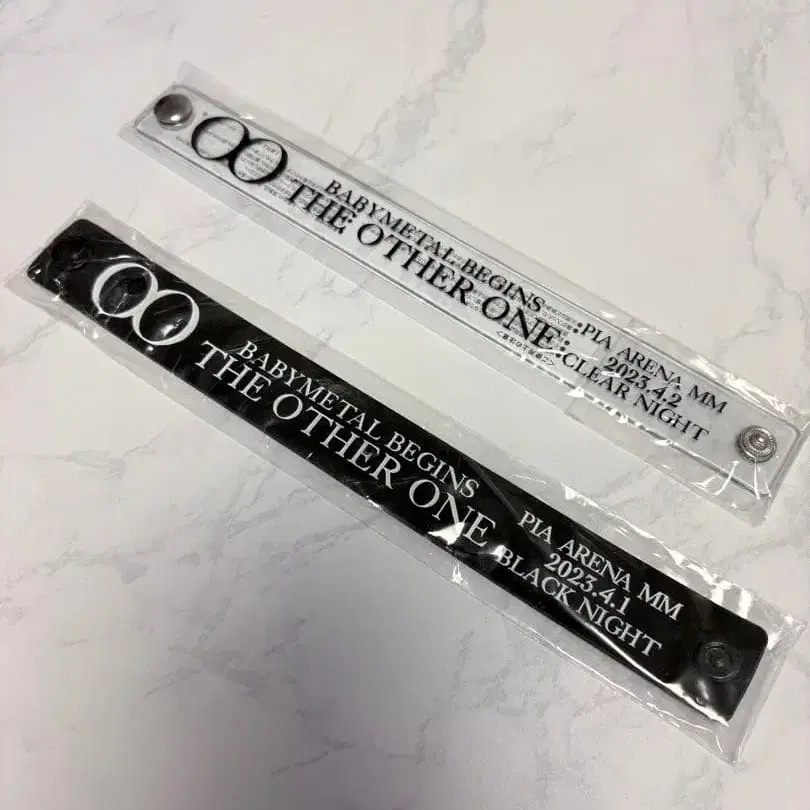 BABYMETAL BEGINS
THE OTHER ONE
PIA ARENA MM
2023.4.2
CLEAR NIGHT
BABYMETAL BEGINS
THE OTHER ONE
PIA ARENA MM
2023.4.1
BLACK NIGHT